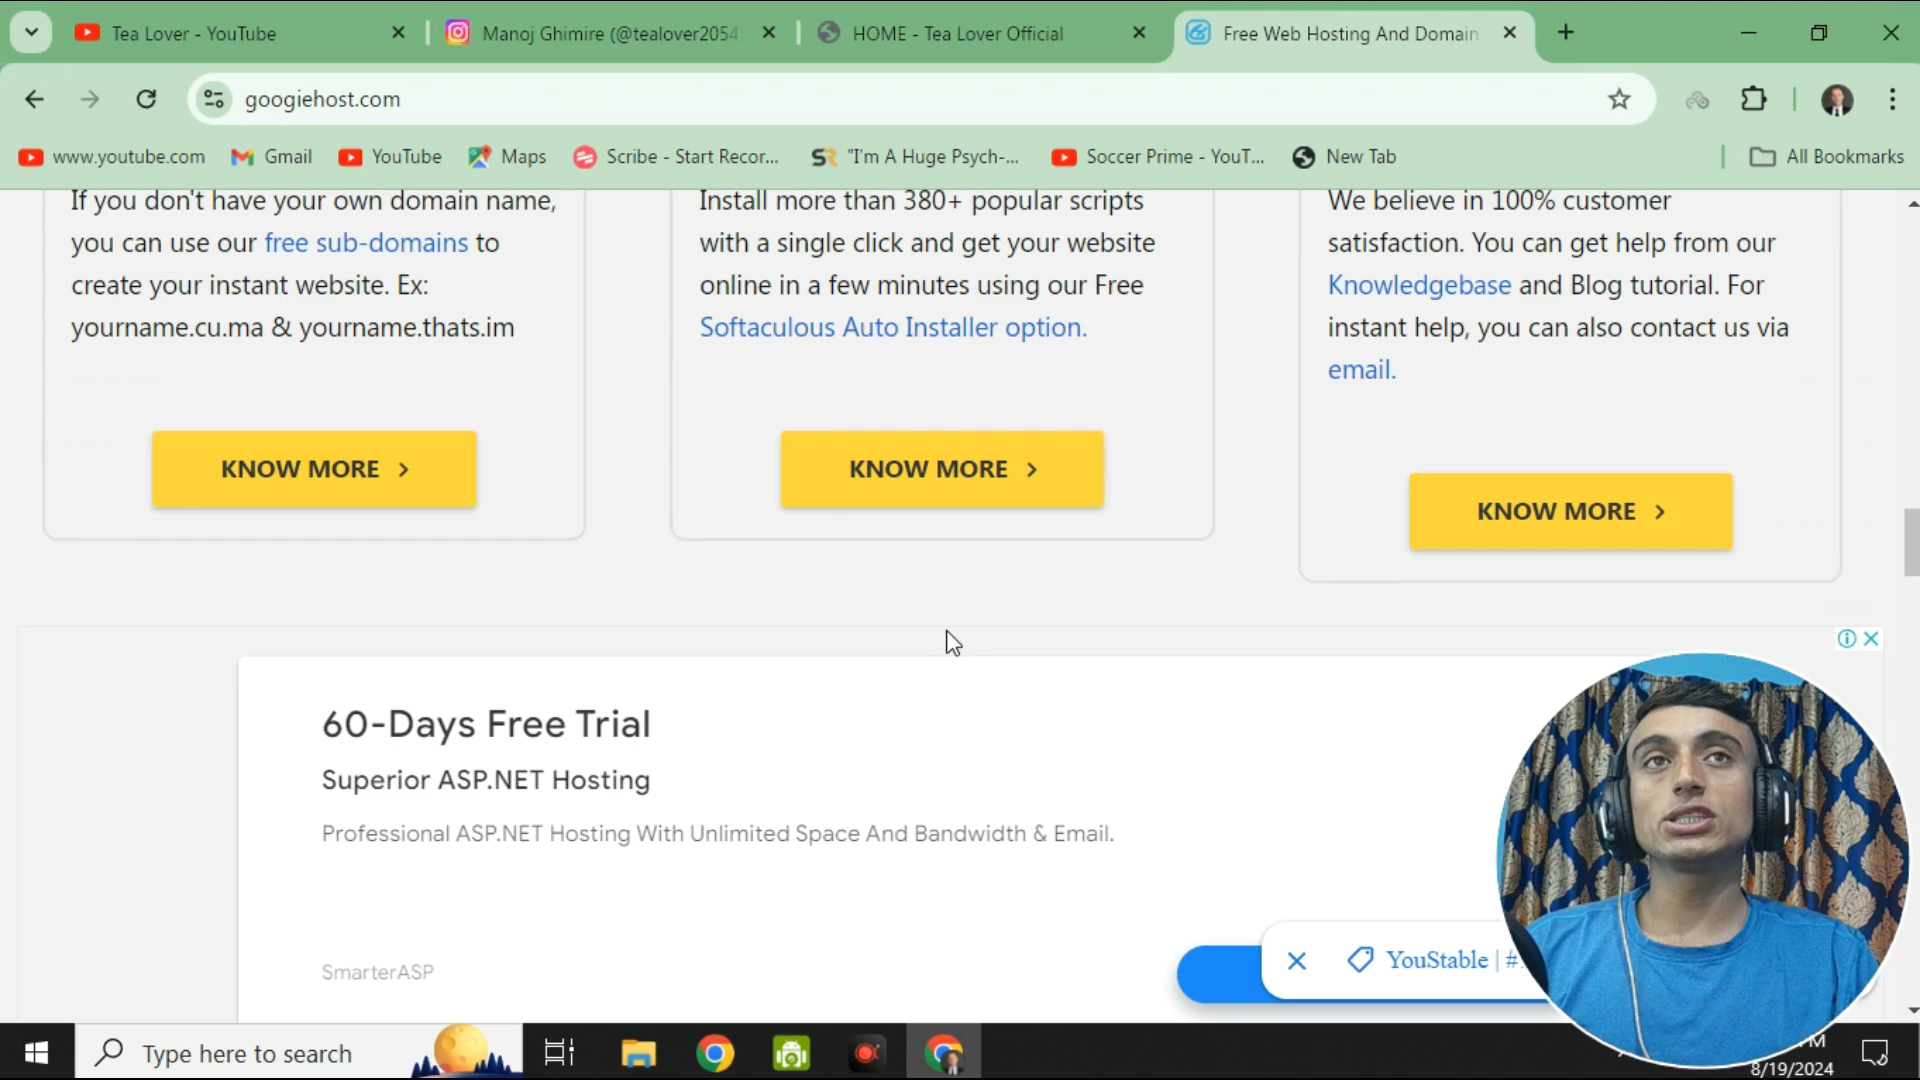 Tea Lover - YouTube
Manoj Ghimire (@tealover2054
HOME - Tea Lover Official
Free Web Hosting And Domain
googiehost.com
www.youtube.com
Gmail
YouTube
Maps
Scribe - Start Recor...
"I'm A Huge Psych-...
Soccer Prime - YouT...
New Tab
All Bookmarks
If you don't have your own domain name,
you can use our free sub-domains to
create your instant website. Ex:
yourname.cu.ma & yourname.thats.im
KNOW MORE >
Install more than 380+ popular scripts
with a single click and get your website
online in a few minutes using our Free
Softaculous Auto Installer option.
KNOW MORE >
We believe in 100% customer
satisfaction. You can get help from our
Knowledgebase and Blog tutorial. For
instant help, you can also contact us via
email.
KNOW MORE >
60-Days Free Trial
Superior ASP.NET Hosting
Professional ASP.NET Hosting With Unlimited Space And Bandwidth & Email.
SmarterASP
YouStable | #
Type here to search
8/19/2024